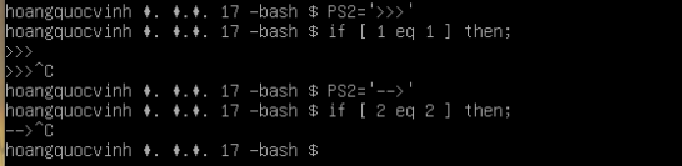 hoangquocvinh ♦. ♦.♦. 17 -bash $ PS2='>>>'
hoangquocvinh ♦. ♦.♦. 17 -bash $ if [ 1 eq 1 ] then;
>>>
>>>^C
hoangquocvinh ♦. ♦.♦. 17 -bash $ PS2='-->'
hoangquocvinh ♦. ♦.♦. 17 -bash $ if [ 2 eq 2 ] then;
-->^C
hoangquocvinh ♦. ♦.♦. 17 -bash $